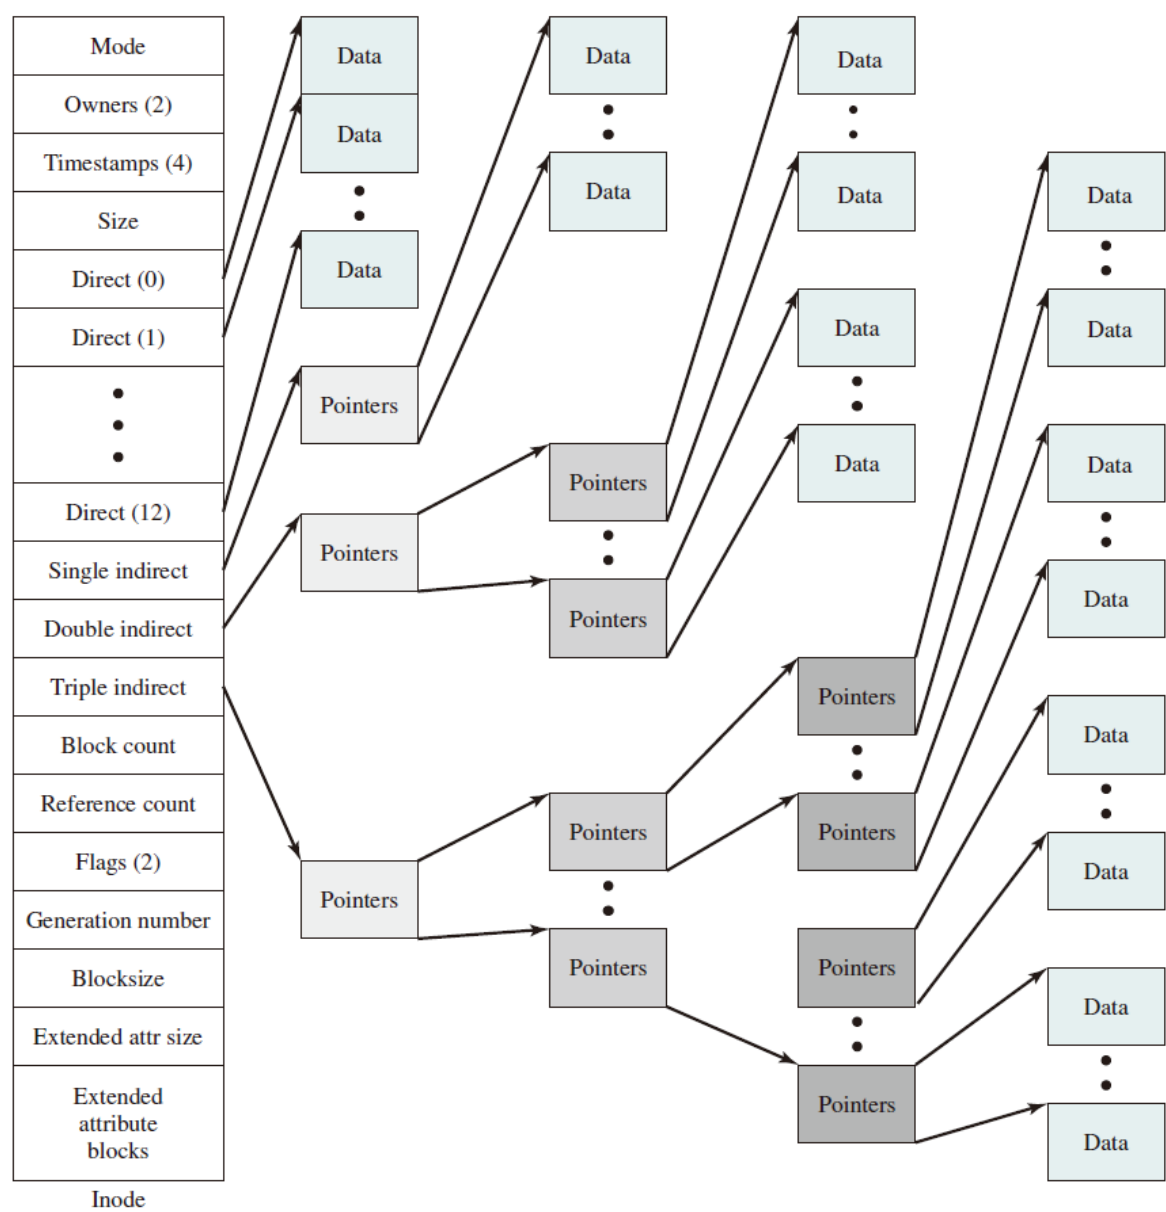 Mode
Owners (2)
Timestamps (4)
Size
Direct (0)
Direct (1)
Direct (12)
Single indirect
Double indirect
Triple indirect
Block count
Reference count
Flags (2)
Generation number
Blocksize
Extended attr size
Extended
attribute
blocks
Inode
Data
Data
Data
Pointers
Pointers
Pointers
Data
Data
Pointers
Pointers
Pointers
Pointers
Data
Data
Data
Data
Pointers
Pointers
Pointers
Pointers
Data
Data
Data
Data
Data
Data
Data
Data